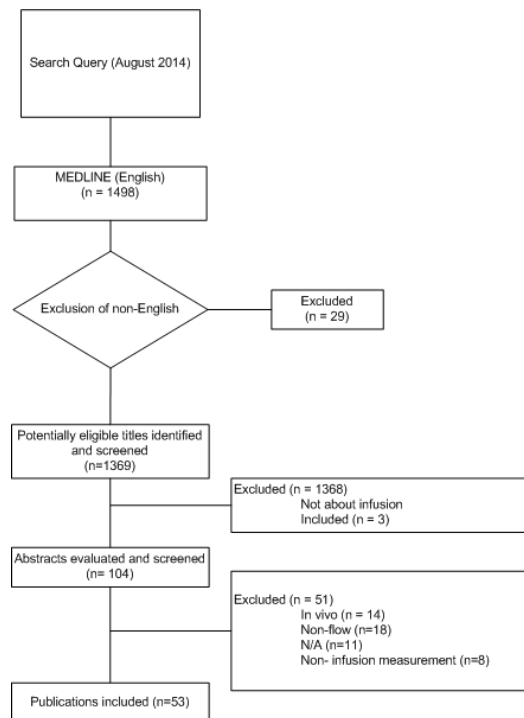 Search Query (August 2014)
MEDLINE (English)
(n = 1498)
Exclusion of non-English
Excluded
(n = 29)
Potentially eligible titles identified
and screened
(n=1369)
Excluded (n = 1368)
Not about infusion
Included (n = 3)
Abstracts evaluated and screened
(n= 104)
Excluded (n = 51)
In vivo (n = 14)
Non-flow (n=18)
N/A (n=11)
Non- infusion measurement (n=8)
Publications included (n=53)